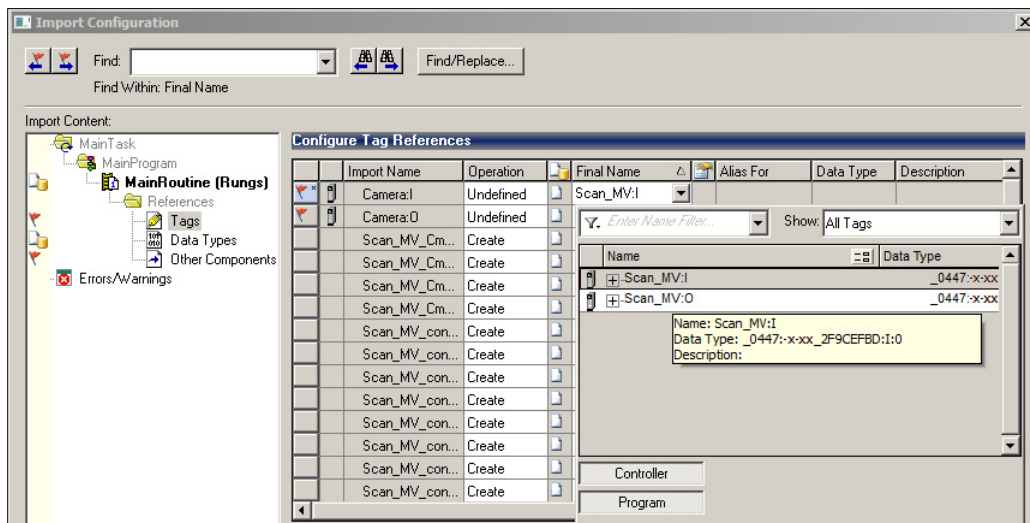 Import Configuration
Find:
Find/Replace...
Find Within: Final Name
Import Content:
MainTask
MainProgram
MainRoutine (Rungs)
References
Tags
Data Types
Other Components
Errors/Warnings
Configure Tag References
Import Name Operation Final Name Alias For Data Type Description
Camera:I Undefined Scan_MV:I
Camera:O Undefined
Scan_MV_Cm... Create
Scan_MV_Cm... Create
Scan_MV_Cm... Create
Scan_MV_Cm... Create
Scan_MV_con... Create
Scan_MV_con... Create
Scan_MV_con... Create
Scan_MV_con... Create
Scan_MV_con... Create
Scan_MV_con... Create
Scan_MV_con... Create
Scan_MV_con... Create
Enter Name Filter... Show: All Tags
Name Data Type
Scan_MV:I _0447:-x-xx
Scan_MV:O _0447:-x-xx
Name: Scan_MV:I
Data Type: _0447:-x-xx_2F9CEFBD:I:0
Description:
Controller
Program